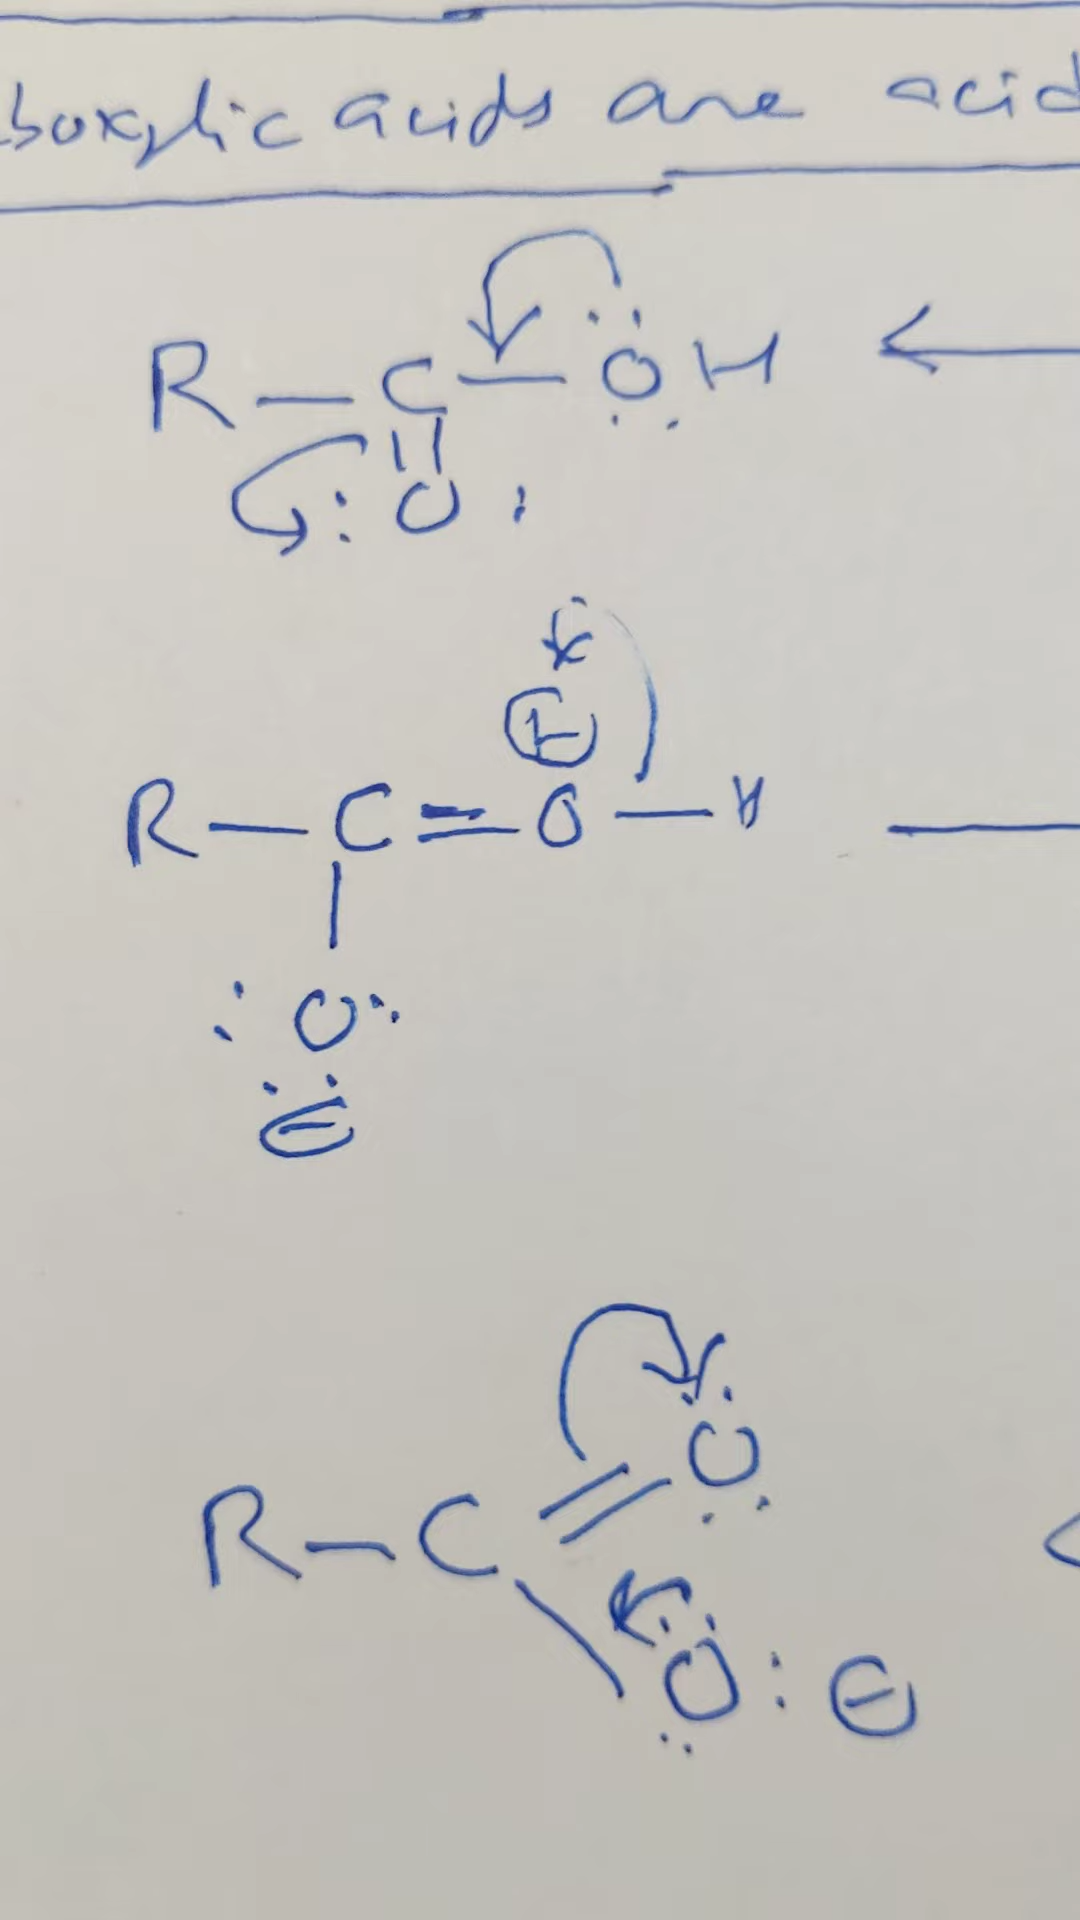 boxylic acids are acid
R — C — ÖH
‖
:O:
⊕
R — C = O — H
|
:O:
⊖
R — C = O
O: ⊖